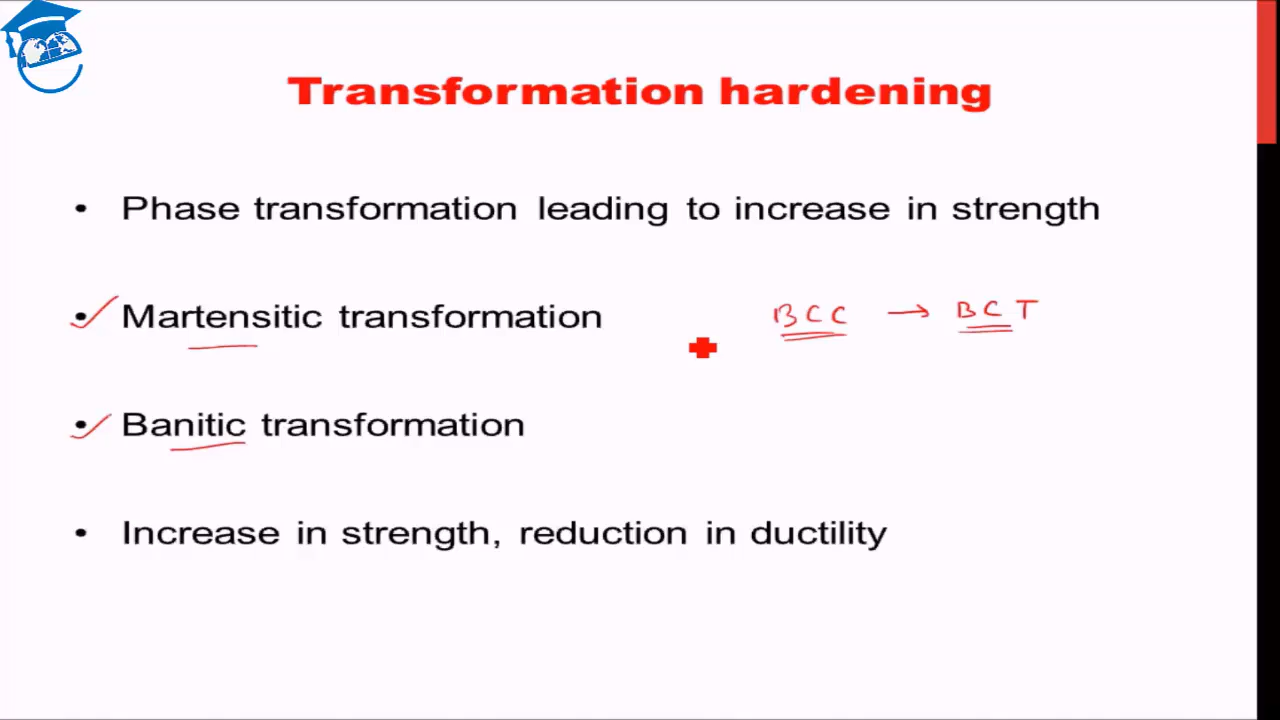 Transformation hardening
• Phase transformation leading to increase in strength
• Martensitic transformation BCC → BCT
• Banitic transformation
• Increase in strength, reduction in ductility